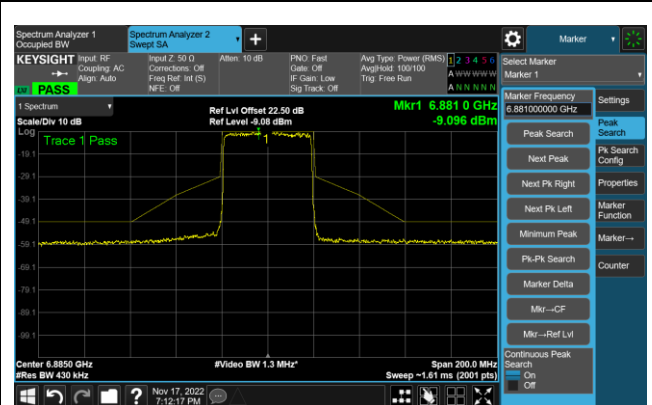 Spectrum Analyzer 1
Occupied BW
Spectrum Analyzer 2
Swept SA
+
Marker
KEYSIGHT
Input: RF
Coupling: AC
Align: Auto
Input Z: 50 Ω
Corrections: Off
Freq Ref: Int (S)
NFE: Off
Atten: 10 dB
PNO: Fast
Gate: Off
IF Gain: Low
Sig Track: Off
Avg Type: Power (RMS)
Avg|Hold: 100/100
Trig: Free Run
1 2 3 4 5 6
A W W W W W
A N N N N N
LXI PASS
Select Marker
Marker 1
1 Spectrum
Scale/Div 10 dB
Ref Lvl Offset 22.50 dB
Ref Level -9.08 dBm
Mkr1 6.881 0 GHz
-9.096 dBm
Log
Trace 1 Pass
1
-19.1
-29.1
-39.1
-49.1
-59.1
-69.1
-79.1
-89.1
-99.1
Center 6.8850 GHz
#Res BW 430 kHz
#Video BW 1.3 MHz*
Span 200.0 MHz
Sweep ~1.61 ms (2001 pts)
Marker Frequency
6.881000000 GHz
Peak Search
Next Peak
Next Pk Right
Next Pk Left
Minimum Peak
Pk-Pk Search
Marker Delta
Mkr→CF
Mkr→Ref Lvl
Continuous Peak
Search
On
Off
Settings
Peak
Search
Pk Search
Config
Properties
Marker
Function
Marker→
Counter
?
Nov 17, 2022
7:12:17 PM